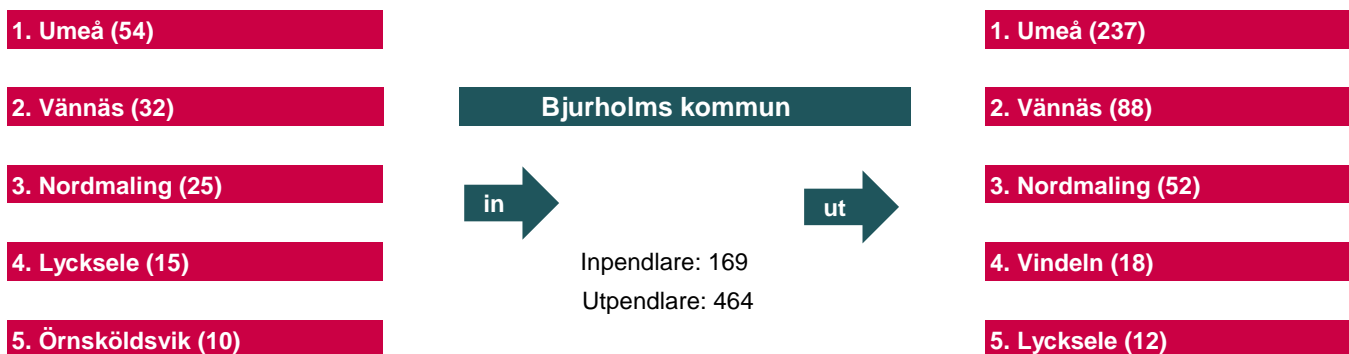 1. Umeå (54)
2. Vännäs (32)
3. Nordmaling (25)
4. Lycksele (15)
5. Örnsköldsvik (10)
Bjurholms kommun
in
ut
Inpendlare: 169
Utpendlare: 464
1. Umeå (237)
2. Vännäs (88)
3. Nordmaling (52)
4. Vindeln (18)
5. Lycksele (12)